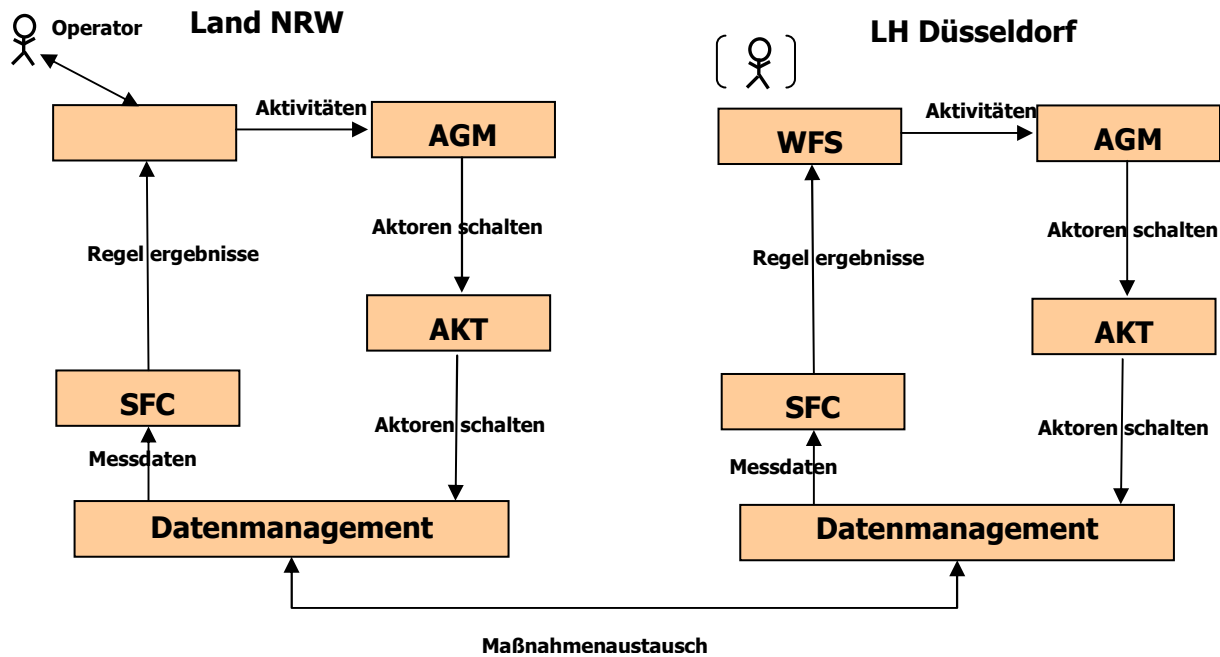 Land NRW
Operator
Aktivitäten
AGM
Aktoren schalten
Regel ergebnisse
AKT
SFC
Aktoren schalten
Messdaten
Datenmanagement
LH Düsseldorf
WFS
Aktivitäten
AGM
Aktoren schalten
Regel ergebnisse
AKT
SFC
Aktoren schalten
Messdaten
Datenmanagement
Maßnahmenaustausch